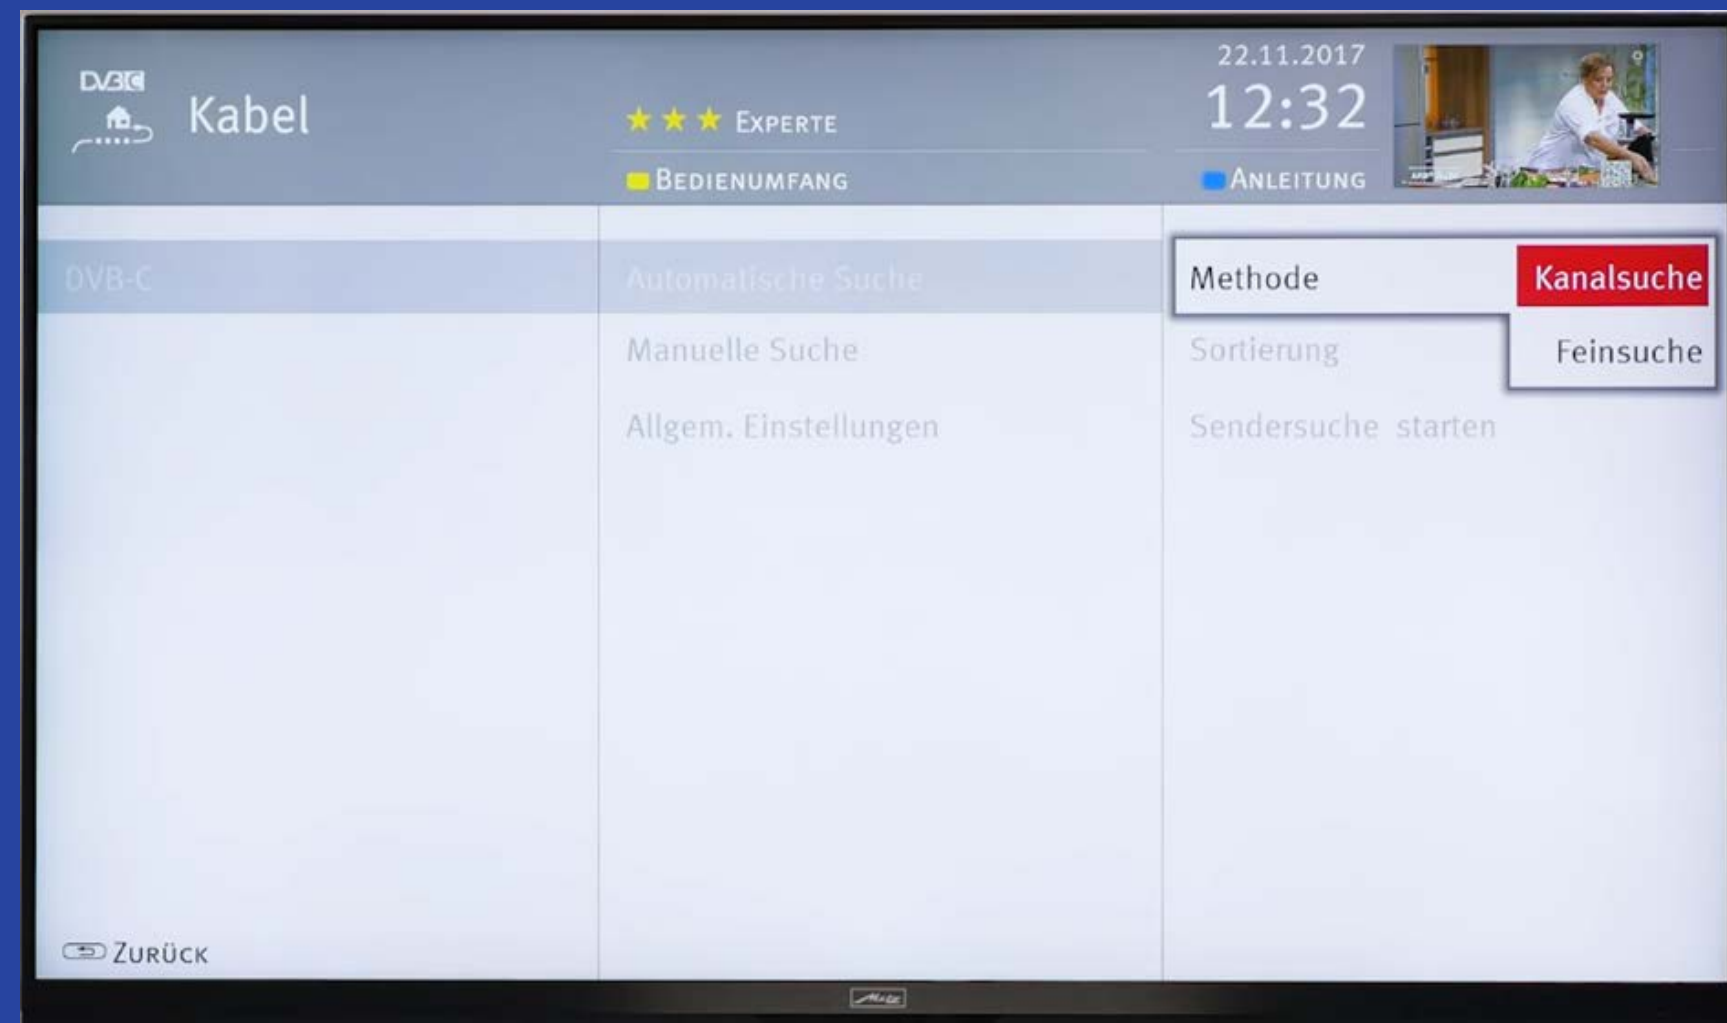 DVB C
Kabel
★ ★ ★ EXPERTE
BEDIENUMFANG
22.11.2017
12:32
ANLEITUNG
DVB-C
Automatische Suche
Methode
Kanalsuche
Manuelle Suche
Sortierung
Feinsuche
Allgem. Einstellungen
Sendersuche starten
ZURÜCK
Metz